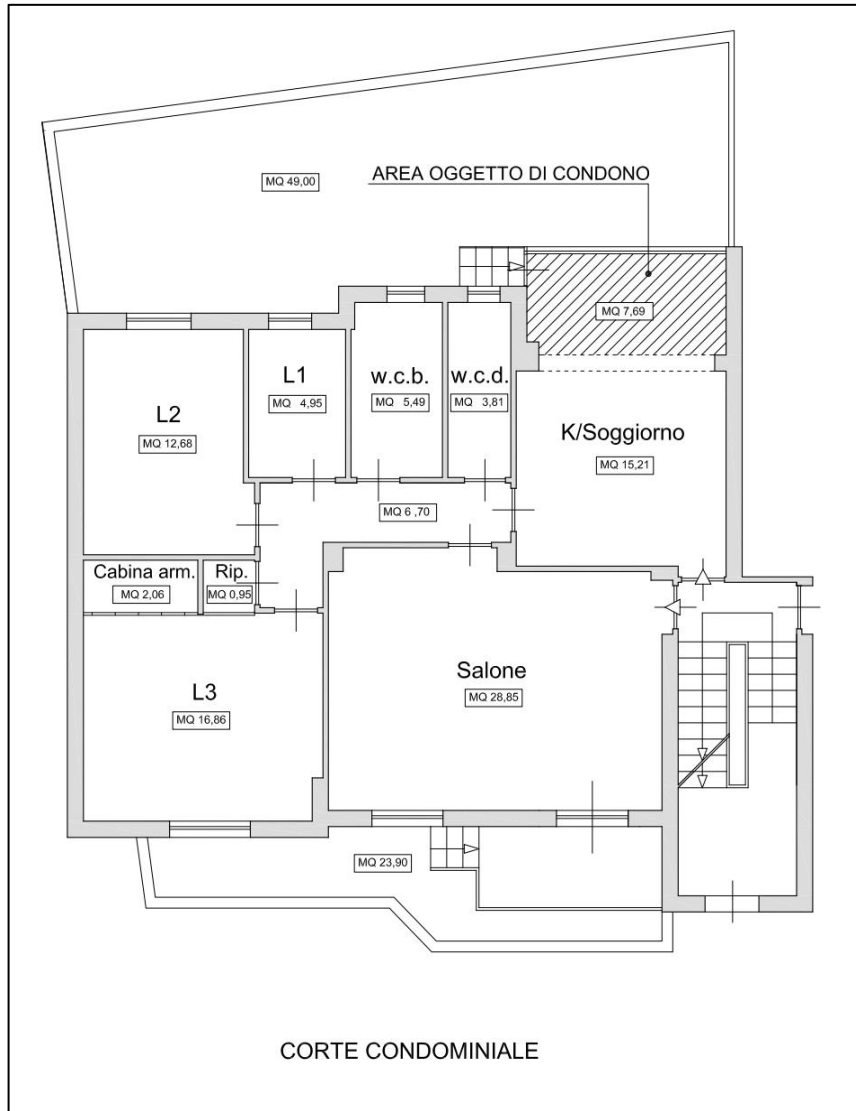 AREA OGGETTO DI CONDONO
MQ 49,00
MQ 7,69
L1
MQ 4,95
w.c.b.
MQ 5,49
w.c.d.
MQ 3,81
L2
MQ 12,68
K/Soggiorno
MQ 15,21
MQ 6 ,70
Cabina arm.
MQ 2,06
Rip.
MQ 0,95
Salone
MQ 28,85
L3
MQ 16,86
MQ 23,90
CORTE CONDOMINIALE